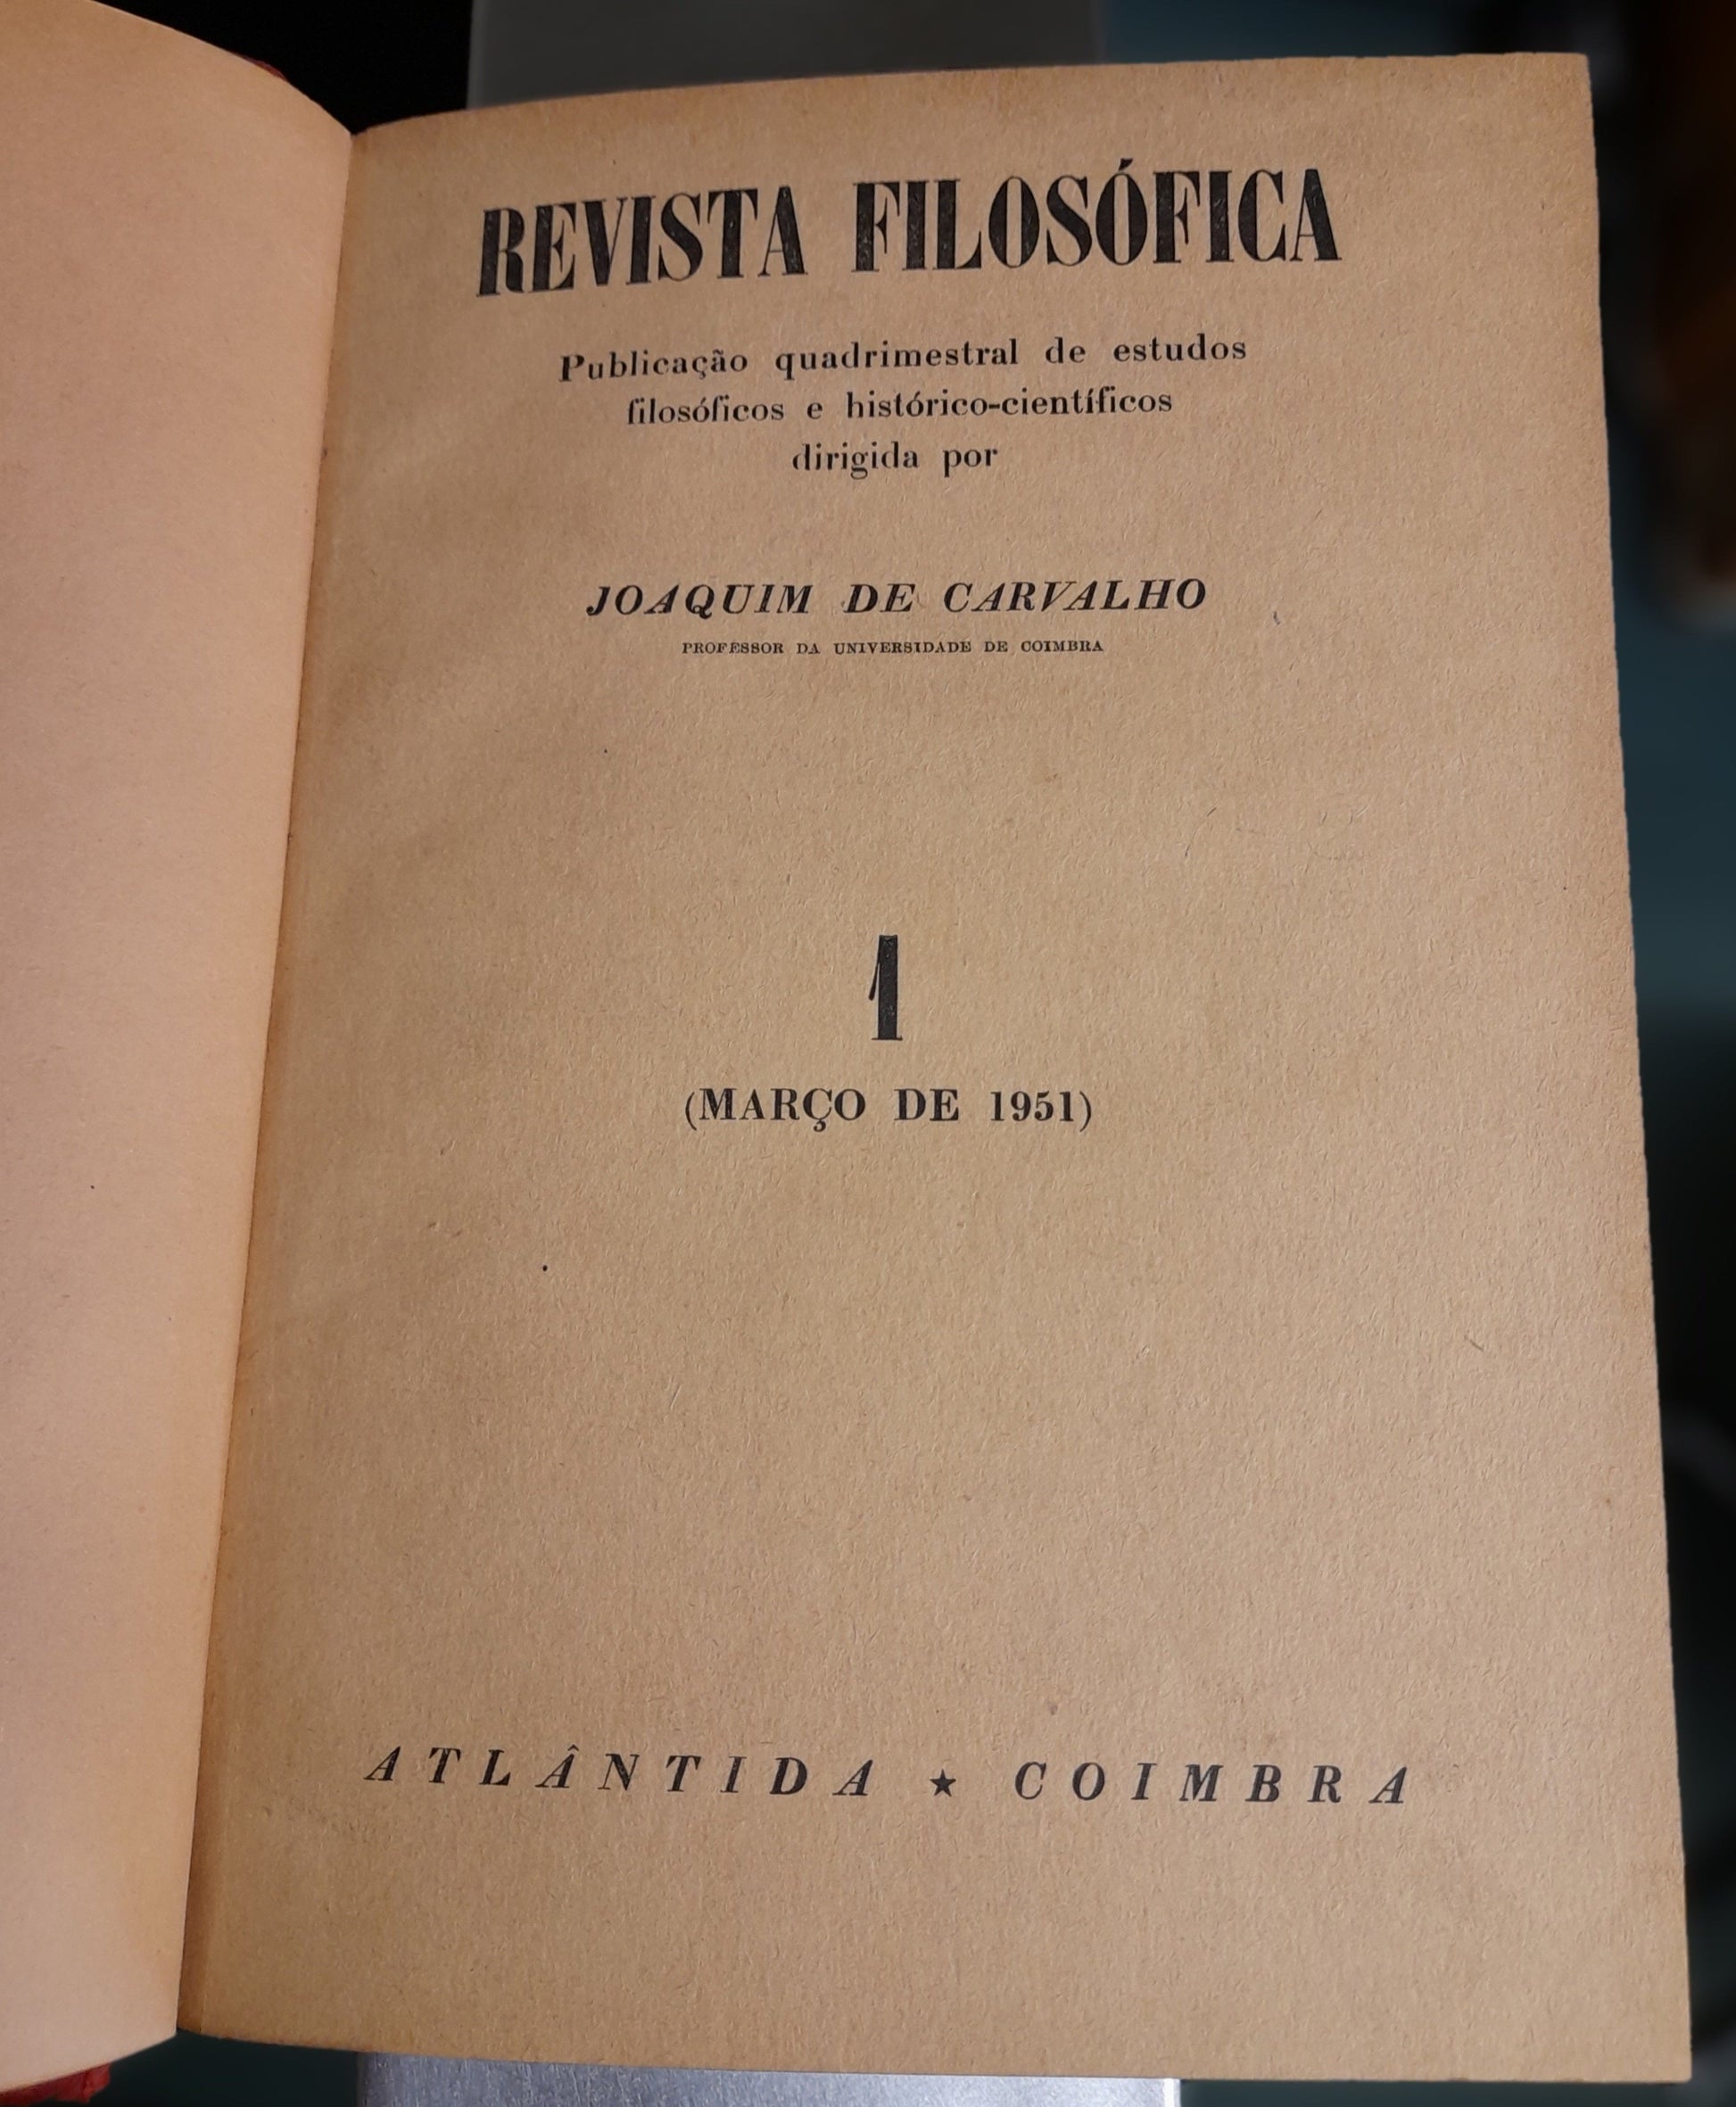 REVISTA FILOSÓFICA
Publicação quadrimestral de estudos
filosóficos e histórico-científicos
dirigida por
JOAQUIM DE CARVALHO
PROFESSOR DA UNIVERSIDADE DE COIMBRA
1
(MARÇO DE 1951)
ATLÂNTIDA ★ COIMBRA